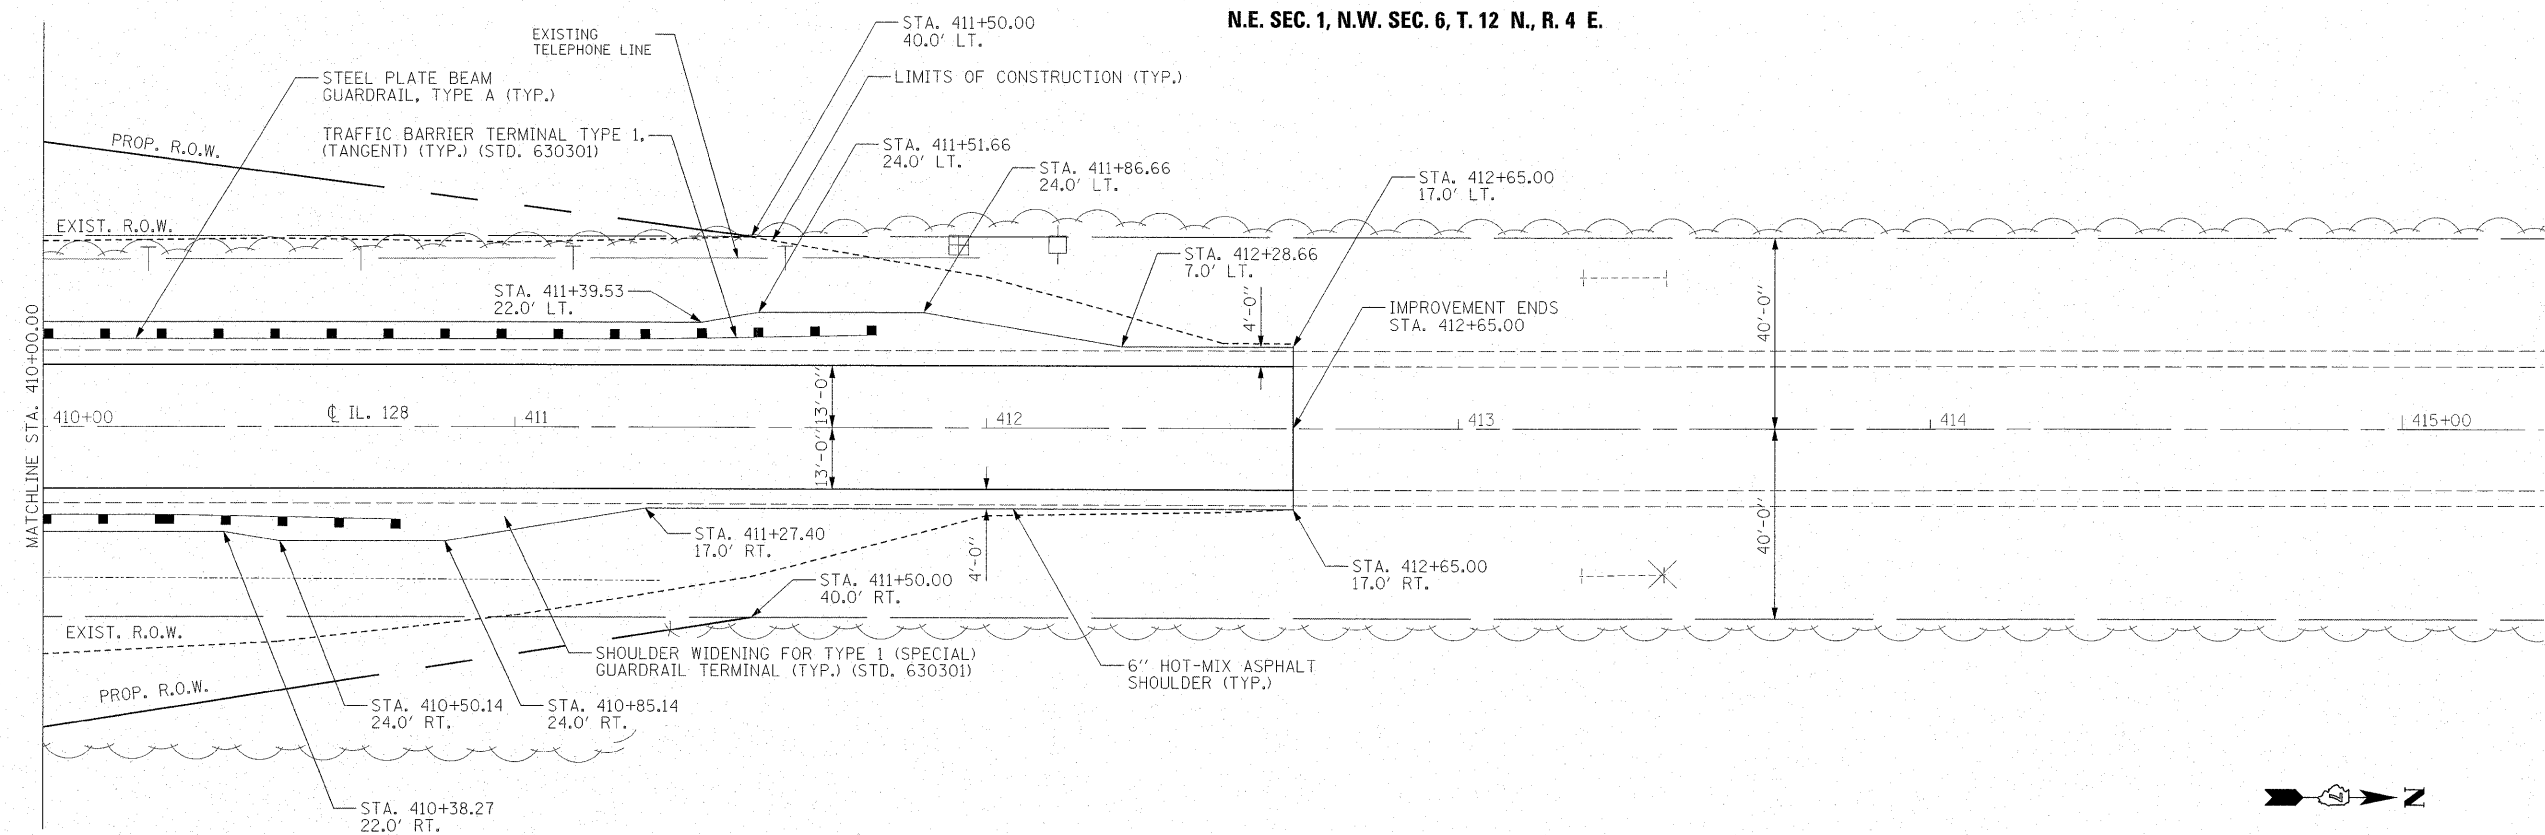 N.E. SEC. 1, N.W. SEC. 6, T. 12 N., R. 4 E.
STA. 411+50.00
40.0' LT.
EXISTING
TELEPHONE LINE
STEEL PLATE BEAM
GUARDRAIL, TYPE A (TYP.)
LIMITS OF CONSTRUCTION (TYP.)
PROP. R.O.W.
TRAFFIC BARRIER TERMINAL TYPE 1,
(TANGENT) (TYP.) (STD. 630301)
STA. 411+51.66
24.0' LT.
STA. 411+86.66
24.0' LT.
STA. 412+65.00
17.0' LT.
EXIST. R.O.W.
STA. 412+28.66
7.0' LT.
STA. 411+39.53
22.0' LT.
4'-0"
IMPROVEMENT ENDS
STA. 412+65.00
40'-0"
MATCHLINE STA. 410+00.00
13'-0"
410+00
℄ IL. 128
411
412
413
414
415+00
13'-0"
STA. 411+27.40
17.0' RT.
4'-0"
40'-0"
STA. 412+65.00
17.0' RT.
STA. 411+50.00
40.0' RT.
EXIST. R.O.W.
SHOULDER WIDENING FOR TYPE 1 (SPECIAL)
GUARDRAIL TERMINAL (TYP.) (STD. 630301)
6" HOT-MIX ASPHALT
SHOULDER (TYP.)
PROP. R.O.W.
STA. 410+50.14
24.0' RT.
STA. 410+85.14
24.0' RT.
STA. 410+38.27
22.0' RT.
N